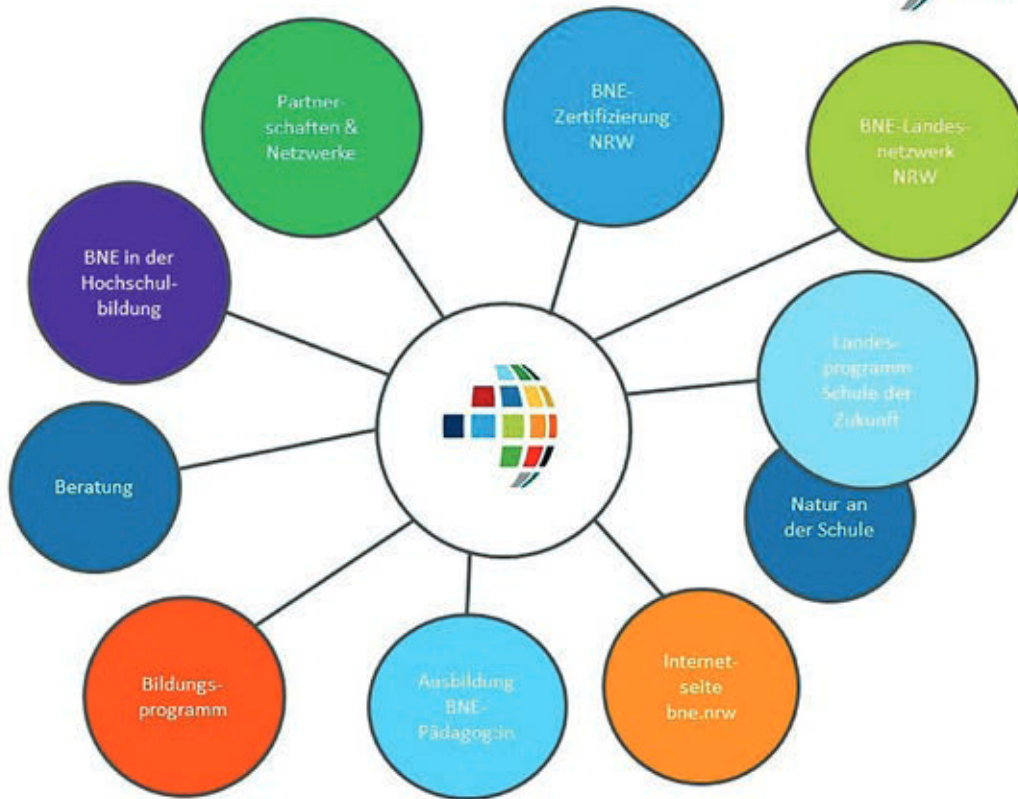 Partner-
schaften &
Netzwerke
BNE-
Zertifizierung
NRW
BNE-Landes-
netzwerk
NRW
BNE in der
Hochschul-
bildung
Landes-
programm
Schule der
Zukunft
Beratung
Natur an
der Schule
Bildungs-
programm
Ausbildung
BNE-
Pädagog:in
Internet-
seite
bne.nrw